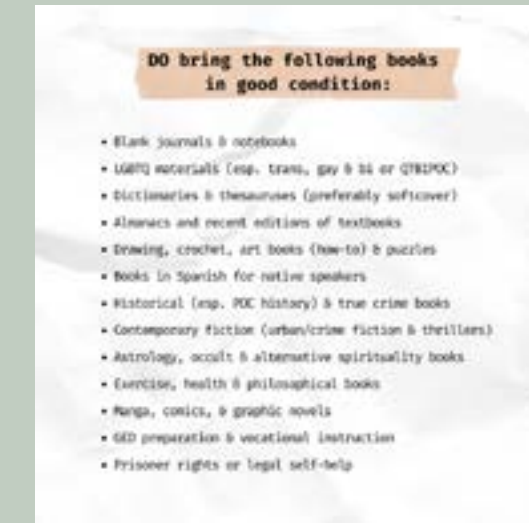 DO bring the following books
in good condition:
• Blank journals & notebooks
• LGBTQ materials (esp. trans, gay & bi or QTBIPOC)
• Dictionaries & thesauruses (preferably softcover)
• Almanacs and recent editions of textbooks
• Drawing, crochet, art books (how-to) & puzzles
• Books in Spanish for native speakers
• Historical (esp. POC history) & true crime books
• Contemporary fiction (urban/crime fiction & thrillers)
• Astrology, occult & alternative spirituality books
• Exercise, health & philosophical books
• Manga, comics, & graphic novels
• GED preparation & vocational instruction
• Prisoner rights or legal self-help